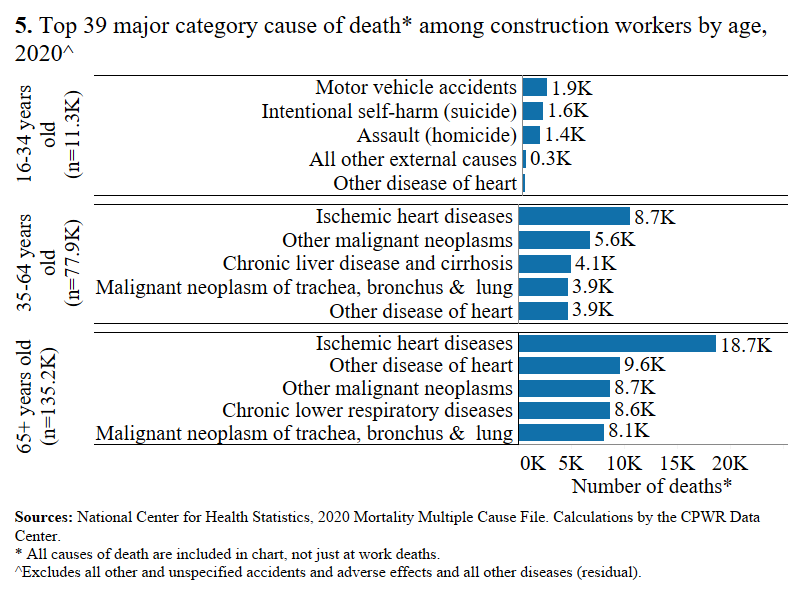 5. Top 39 major category cause of death* among construction workers by age,
2020^
16-34 years
old
(n=11.3K)
Motor vehicle accidents 1.9K
Intentional self-harm (suicide) 1.6K
Assault (homicide) 1.4K
All other external causes 0.3K
Other disease of heart
35-64 years
old
(n=77.9K)
Ischemic heart diseases 8.7K
Other malignant neoplasms 5.6K
Chronic liver disease and cirrhosis 4.1K
Malignant neoplasm of trachea, bronchus & lung 3.9K
Other disease of heart 3.9K
65+ years old
(n=135.2K)
Ischemic heart diseases 18.7K
Other disease of heart 9.6K
Other malignant neoplasms 8.7K
Chronic lower respiratory diseases 8.6K
Malignant neoplasm of trachea, bronchus & lung 8.1K
0K 5K 10K 15K 20K
Number of deaths*
Sources: National Center for Health Statistics, 2020 Mortality Multiple Cause File. Calculations by the CPWR Data
Center.
* All causes of death are included in chart, not just at work deaths.
^Excludes all other and unspecified accidents and adverse effects and all other diseases (residual).